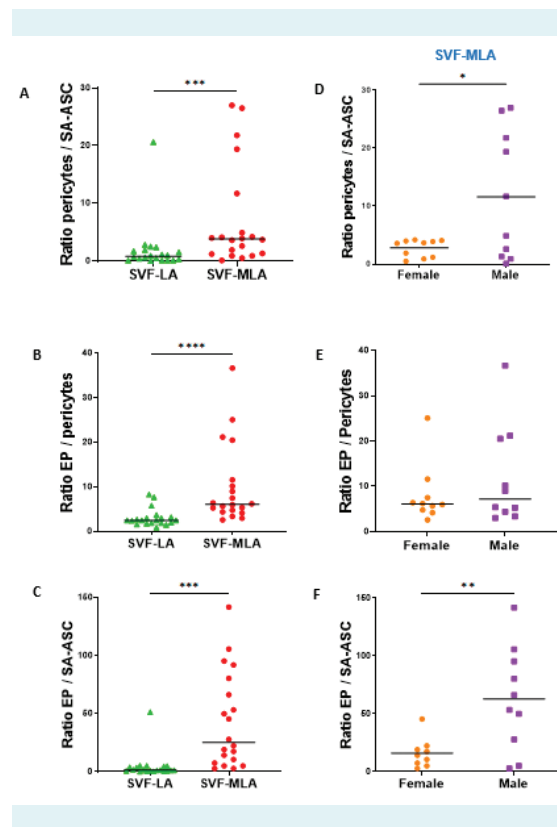 SVF-MLA
A
***
Ratio pericytes / SA-ASC
30
20
10
0
SVF-LA SVF-MLA
D
*
Ratio pericytes / SA-ASC
30
20
10
0
Female Male
B
****
Ratio EP / pericytes
40
30
20
10
0
SVF-LA SVF-MLA
E
Ratio EP / Pericytes
40
30
20
10
0
Female Male
C
***
Ratio EP / SA-ASC
150
100
50
0
SVF-LA SVF-MLA
F
**
Ratio EP / SA-ASC
150
100
50
0
Female Male